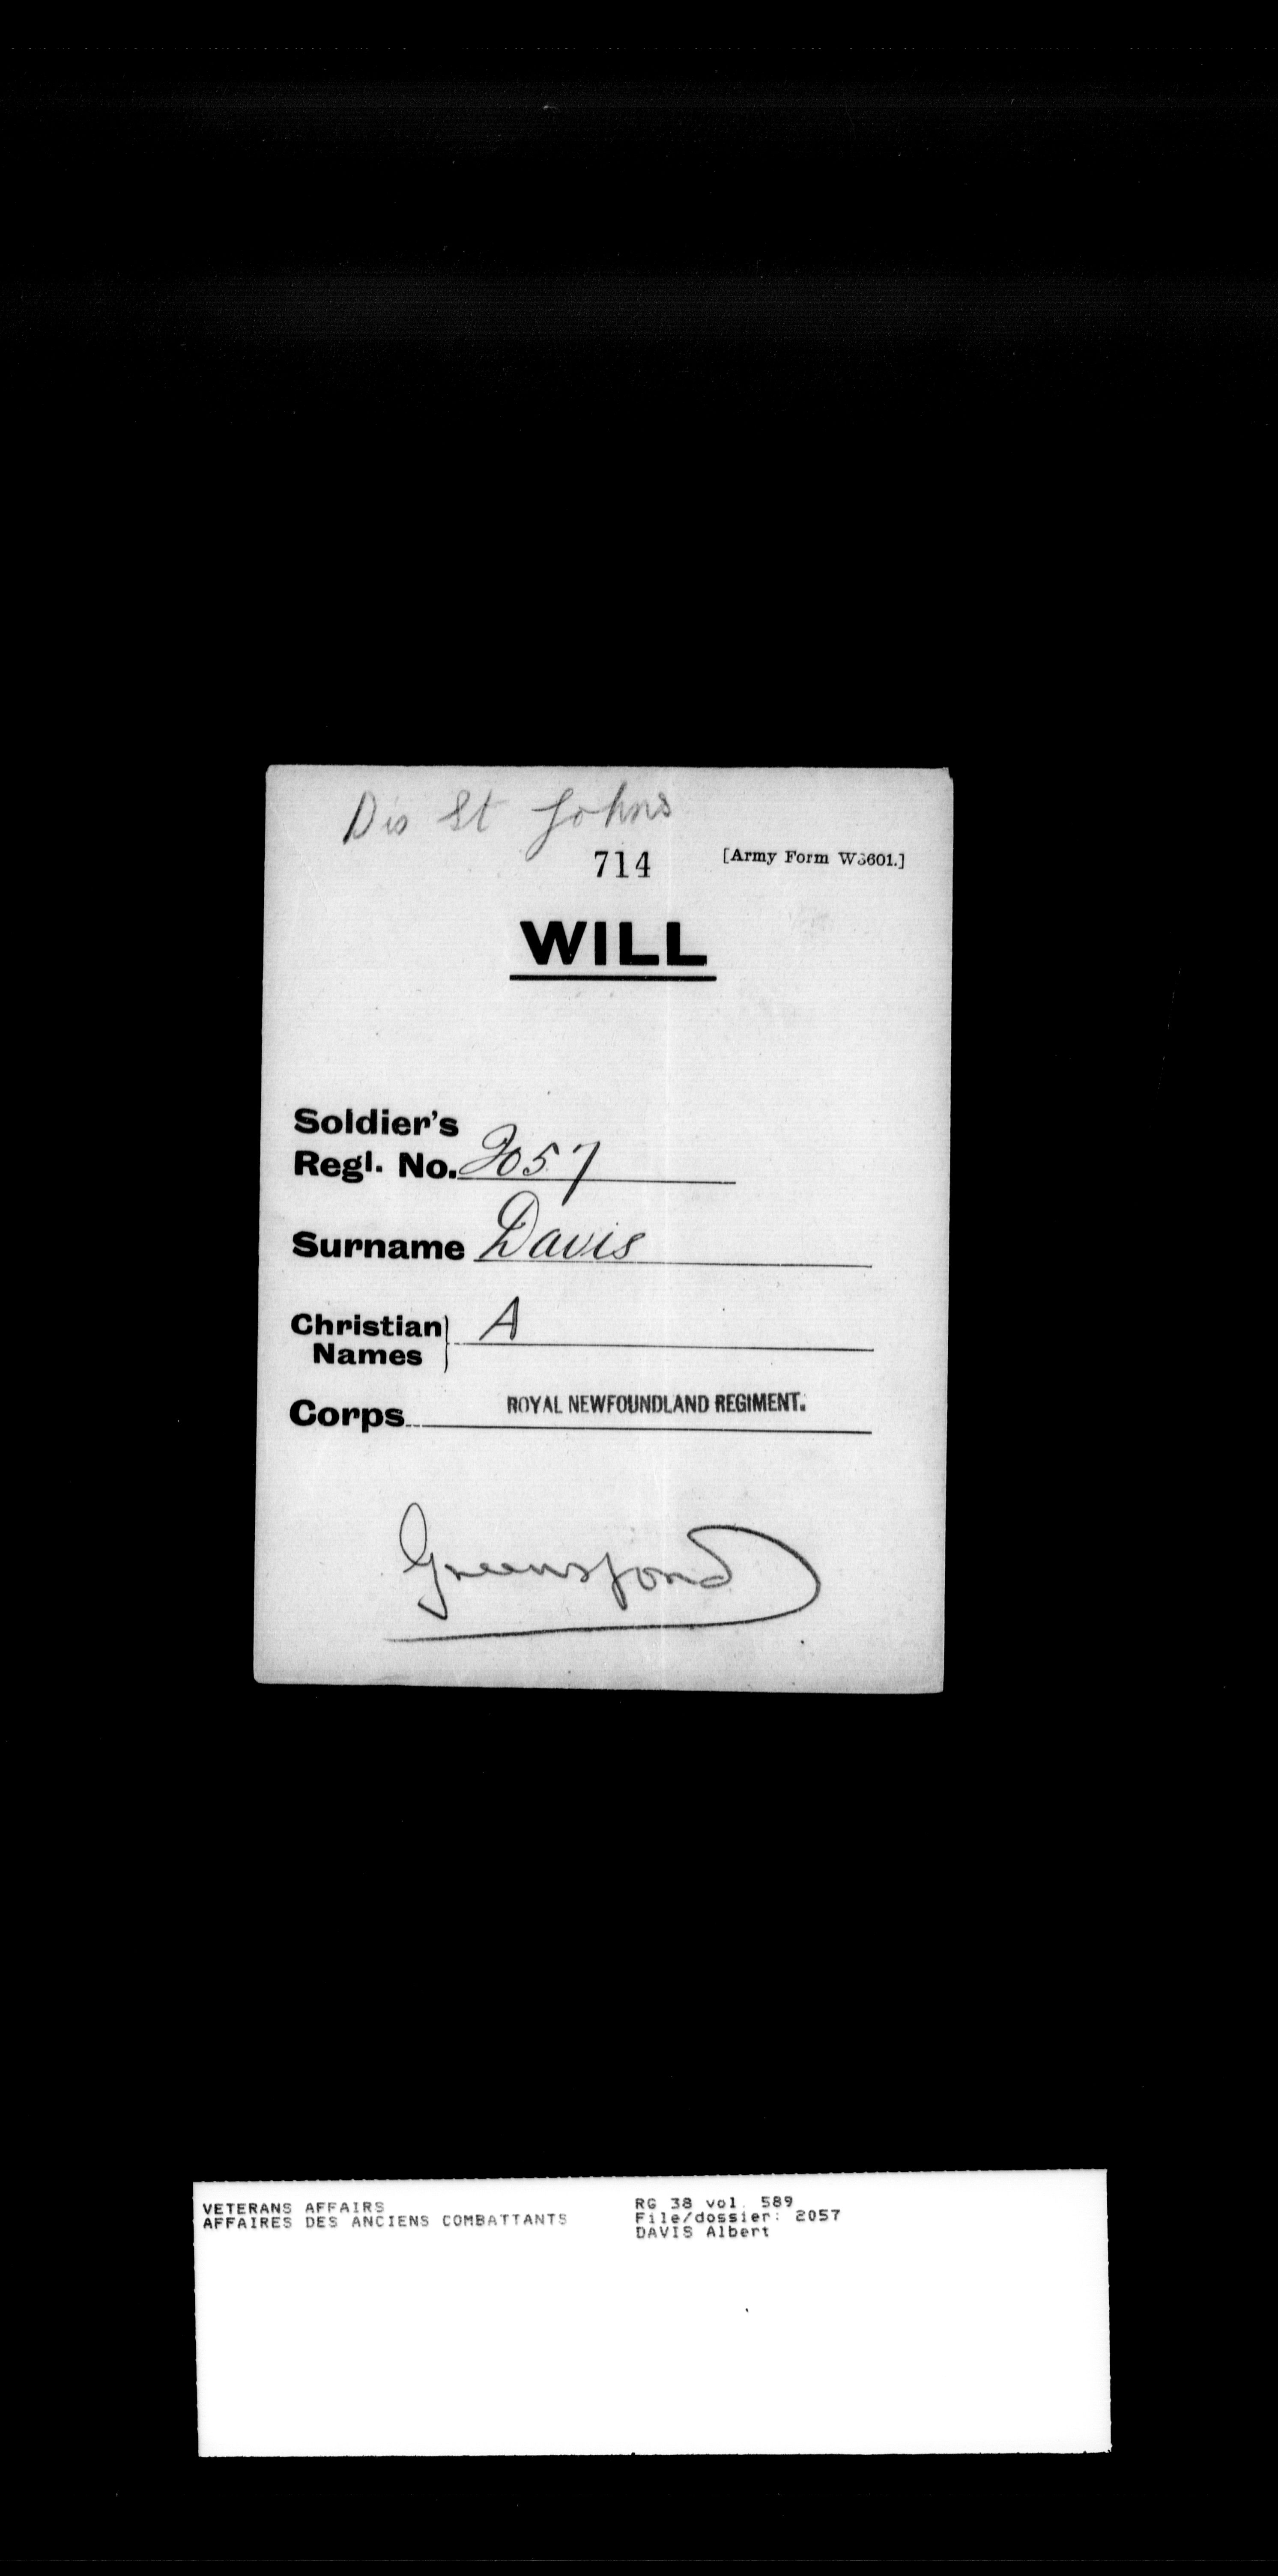 Dis St Johns
714
[Army Form W3601.]
WILL
Soldier's
Regl. No. 2057
Surname Davis
Christian Names } A
Corps ROYAL NEWFOUNDLAND REGIMENT.
Greenspond
VETERANS AFFAIRS
AFFAIRES DES ANCIENS COMBATTANTS
RG 38 vol. 589
File/dossier: 2057
DAVIS Albert